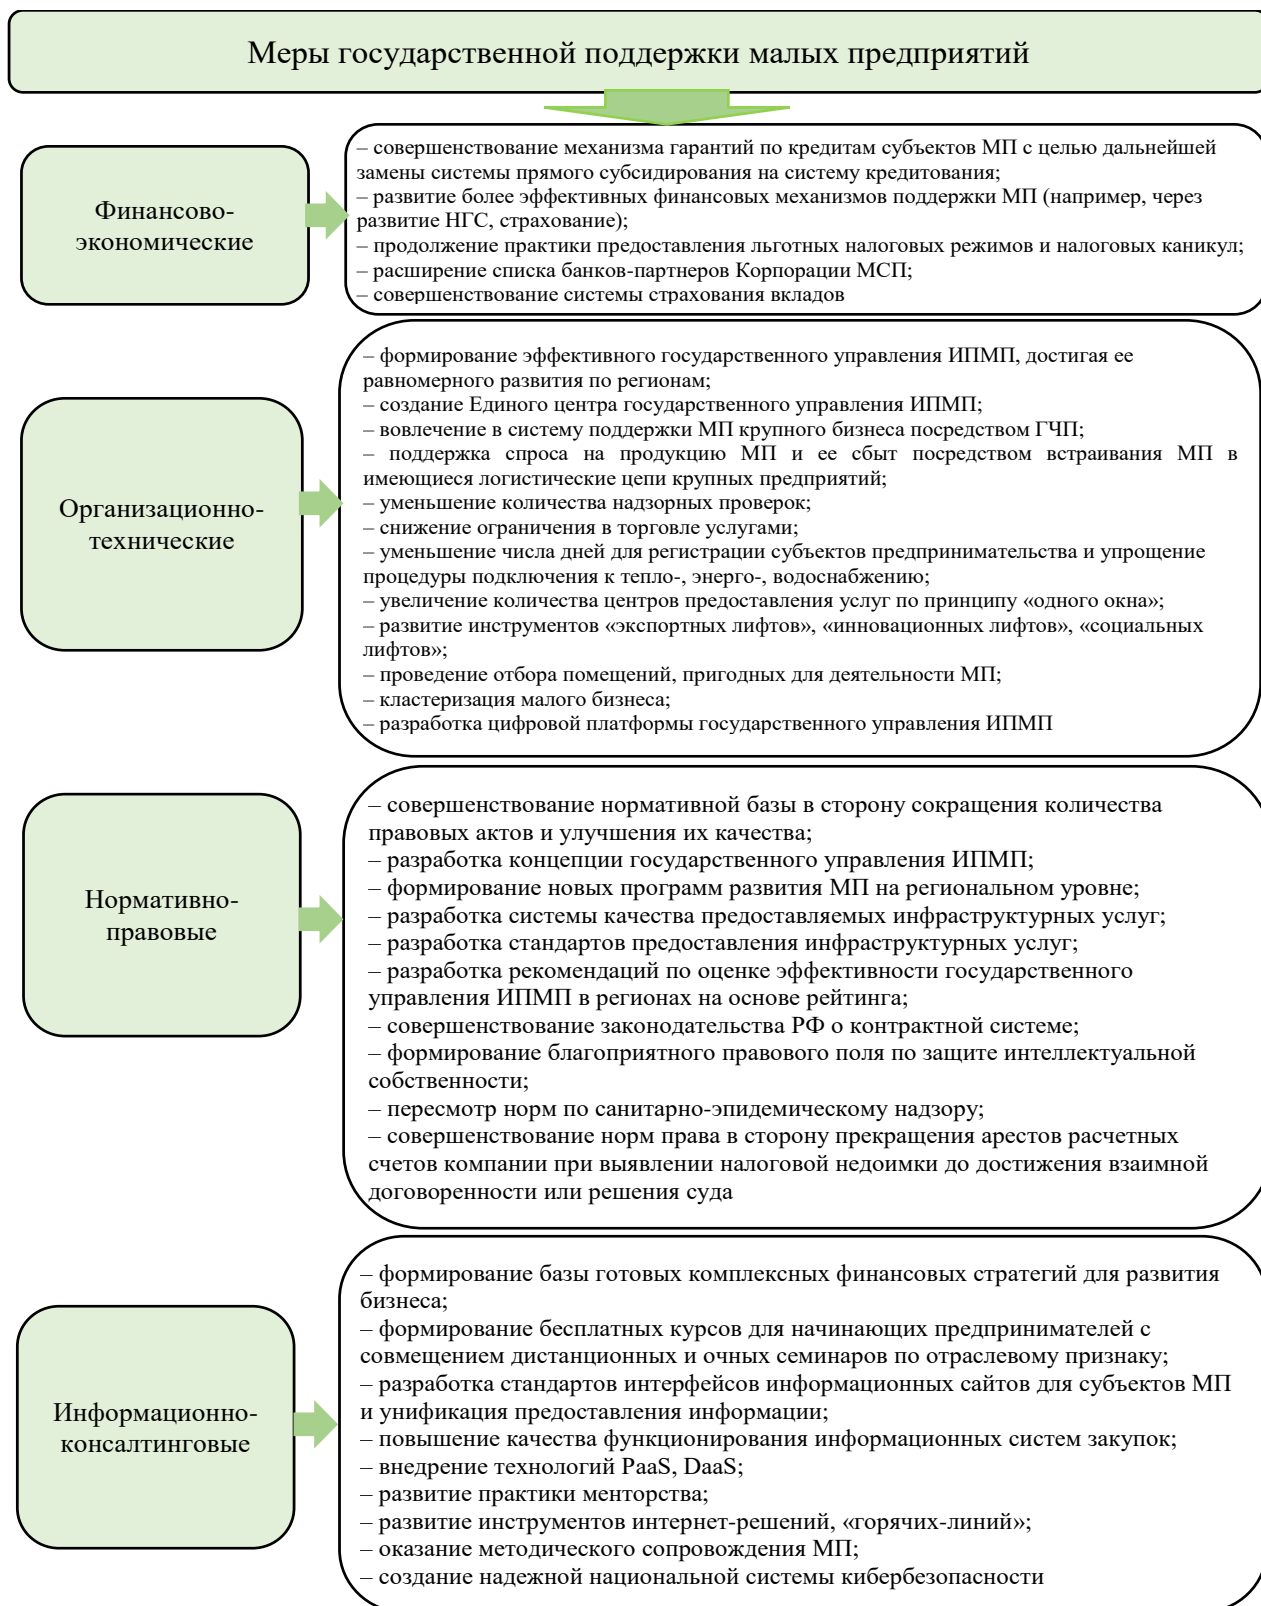 Меры государственной поддержки малых предприятий
Финансово-
экономические
– совершенствование механизма гарантий по кредитам субъектов МП с целью дальнейшей
замены системы прямого субсидирования на систему кредитования;
– развитие более эффективных финансовых механизмов поддержки МП (например, через
развитие НГС, страхование);
– продолжение практики предоставления льготных налоговых режимов и налоговых каникул;
– расширение списка банков-партнеров Корпорации МСП;
– совершенствование системы страхования вкладов
Организационно-
технические
– формирование эффективного государственного управления ИПМП, достигая ее
равномерного развития по регионам;
– создание Единого центра государственного управления ИПМП;
– вовлечение в систему поддержки МП крупного бизнеса посредством ГЧП;
– поддержка спроса на продукцию МП и ее сбыт посредством встраивания МП в
имеющиеся логистические цепи крупных предприятий;
– уменьшение количества надзорных проверок;
– снижение ограничения в торговле услугами;
– уменьшение числа дней для регистрации субъектов предпринимательства и упрощение
процедуры подключения к тепло-, энерго-, водоснабжению;
– увеличение количества центров предоставления услуг по принципу «одного окна»;
– развитие инструментов «экспортных лифтов», «инновационных лифтов», «социальных
лифтов»;
– проведение отбора помещений, пригодных для деятельности МП;
– кластеризация малого бизнеса;
– разработка цифровой платформы государственного управления ИПМП
Нормативно-
правовые
– совершенствование нормативной базы в сторону сокращения количества
правовых актов и улучшения их качества;
– разработка концепции государственного управления ИПМП;
– формирование новых программ развития МП на региональном уровне;
– разработка системы качества предоставляемых инфраструктурных услуг;
– разработка стандартов предоставления инфраструктурных услуг;
– разработка рекомендаций по оценке эффективности государственного
управления ИПМП в регионах на основе рейтинга;
– совершенствование законодательства РФ о контрактной системе;
– формирование благоприятного правового поля по защите интеллектуальной
собственности;
– пересмотр норм по санитарно-эпидемическому надзору;
– совершенствование норм права в сторону прекращения арестов расчетных
счетов компании при выявлении налоговой недоимки до достижения взаимной
договоренности или решения суда
Информационно-
консалтинговые
– формирование базы готовых комплексных финансовых стратегий для развития
бизнеса;
– формирование бесплатных курсов для начинающих предпринимателей с
совмещением дистанционных и очных семинаров по отраслевому признаку;
– разработка стандартов интерфейсов информационных сайтов для субъектов МП
и унификация предоставления информации;
– повышение качества функционирования информационных систем закупок;
– внедрение технологий PaaS, DaaS;
– развитие практики менторства;
– развитие инструментов интернет-решений, «горячих-линий»;
– оказание методического сопровождения МП;
– создание надежной национальной системы кибербезопасности